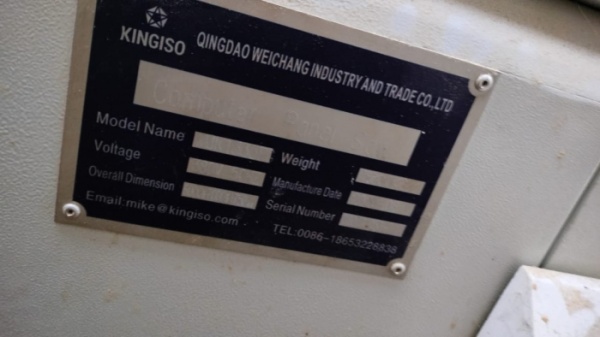 KINGISO
QINGDAO WEICHANG INDUSTRY AND TRADE CO.,LTD
Model Name
Weight
Voltage
Manufacture Date
Overall Dimension
Serial Number
Email:mike@kingiso.com
TEL:0086-18653226838